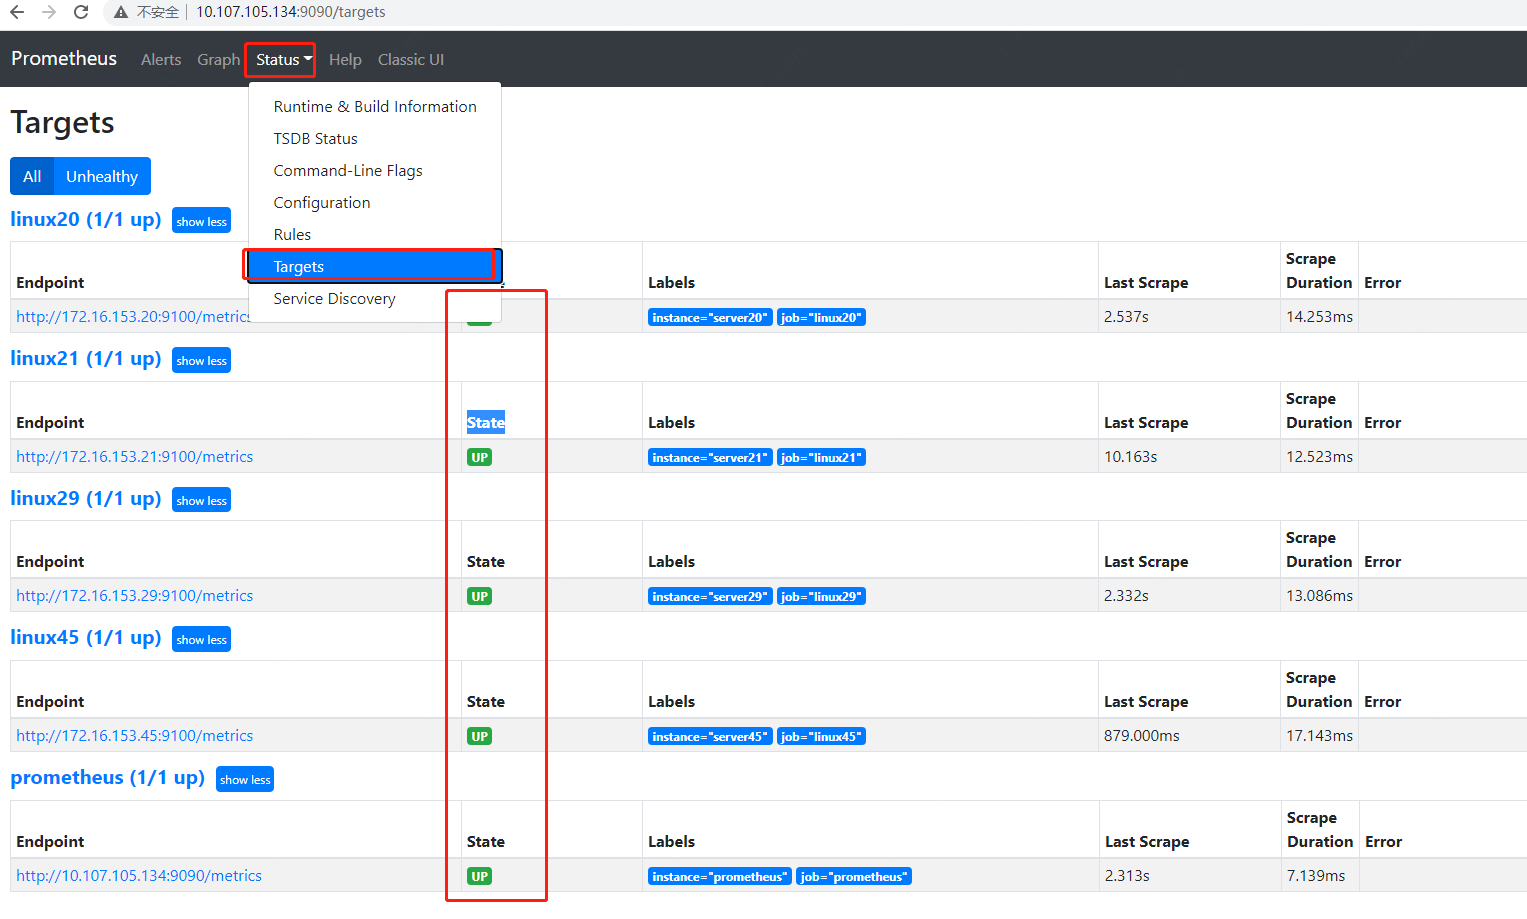 不安全 10.107.105.134:9090/targets
Prometheus Alerts Graph Status Help Classic UI
Runtime & Build Information
TSDB Status
Command-Line Flags
Configuration
Rules
Targets
Service Discovery
Targets
All Unhealthy
linux20 (1/1 up) show less
Endpoint Labels Last Scrape Scrape Duration Error
http://172.16.153.20:9100/metrics instance="server20" job="linux20" 2.537s 14.253ms
linux21 (1/1 up) show less
Endpoint State Labels Last Scrape Scrape Duration Error
http://172.16.153.21:9100/metrics UP instance="server21" job="linux21" 10.163s 12.523ms
linux29 (1/1 up) show less
Endpoint State Labels Last Scrape Scrape Duration Error
http://172.16.153.29:9100/metrics UP instance="server29" job="linux29" 2.332s 13.086ms
linux45 (1/1 up) show less
Endpoint State Labels Last Scrape Scrape Duration Error
http://172.16.153.45:9100/metrics UP instance="server45" job="linux45" 879.000ms 17.143ms
prometheus (1/1 up) show less
Endpoint State Labels Last Scrape Scrape Duration Error
http://10.107.105.134:9090/metrics UP instance="prometheus" job="prometheus" 2.313s 7.139ms